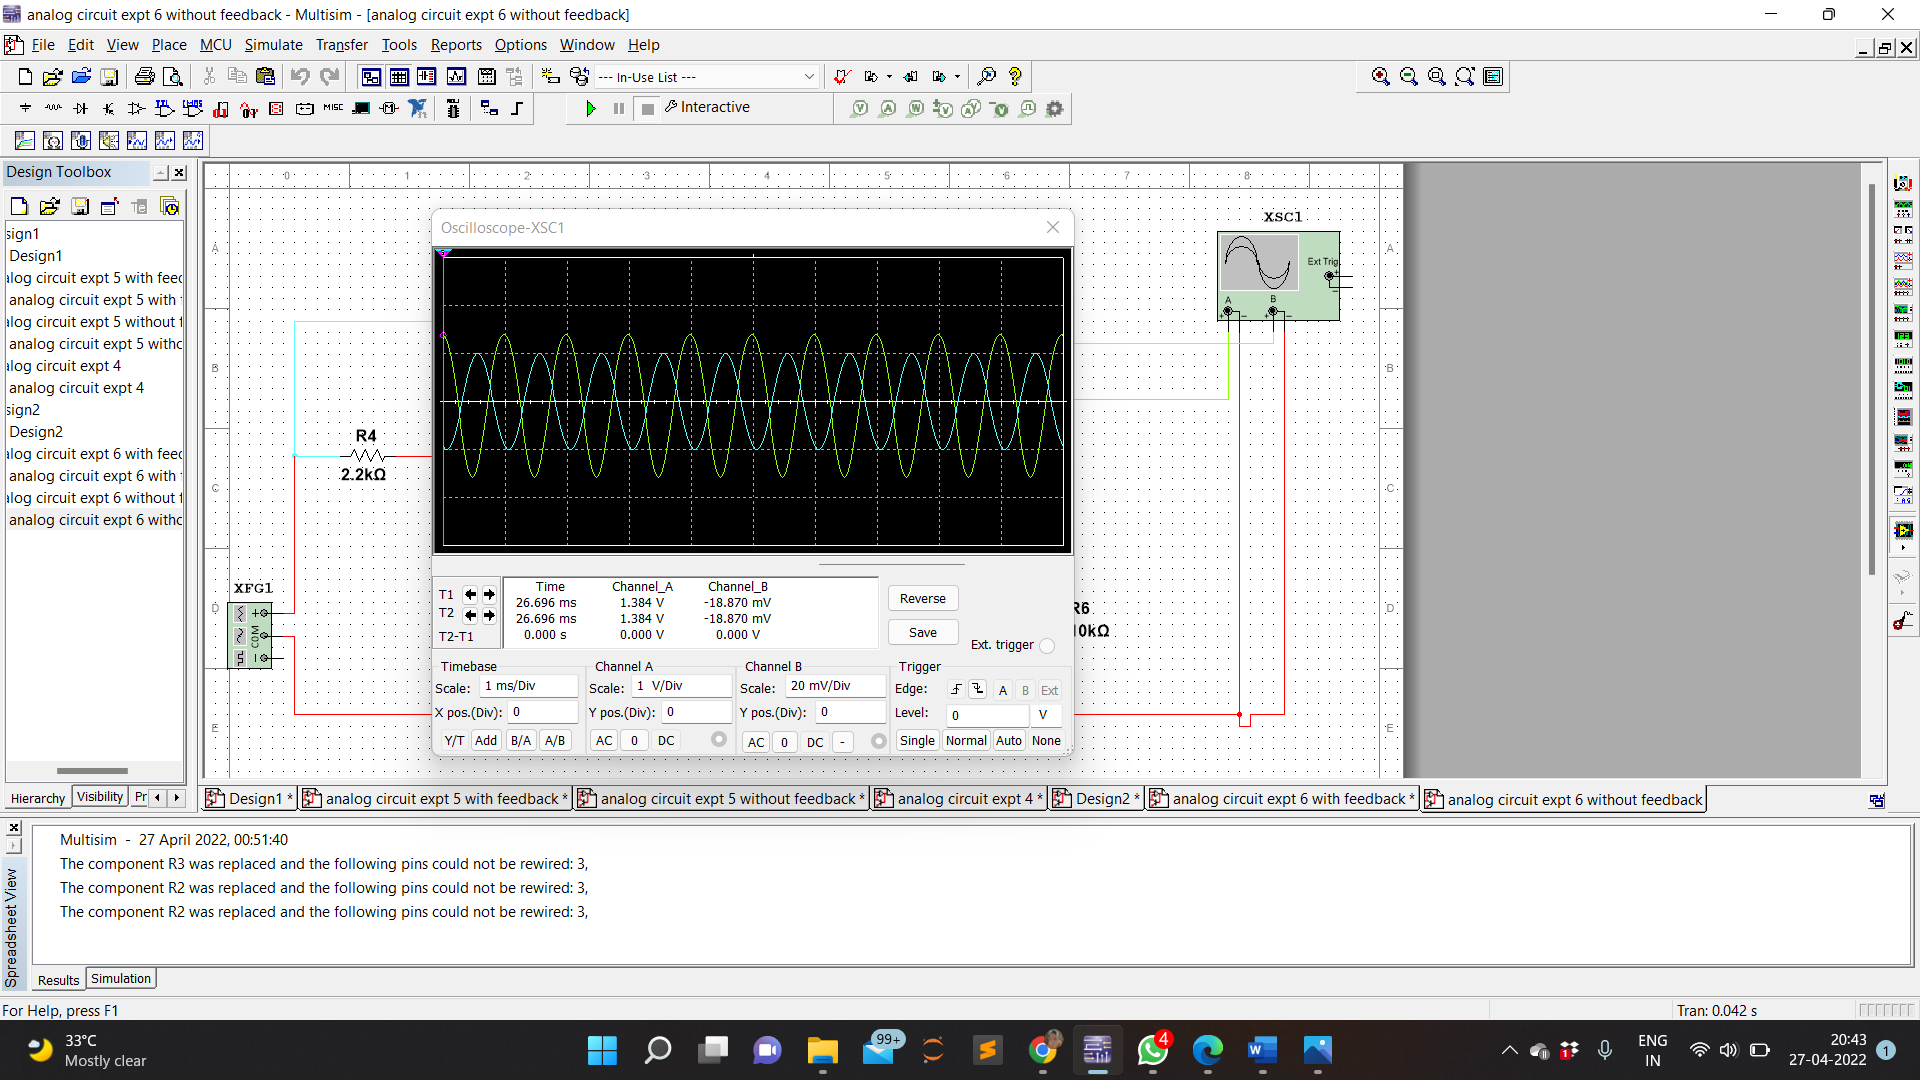 analog circuit expt 6 without feedback - Multisim - [analog circuit expt 6 without feedback]
File Edit View Place MCU Simulate Transfer Tools Reports Options Window Help
--- In-Use List ---
MISC
Interactive
Design Toolbox
sign1
Design1
alog circuit expt 5 with feed
analog circuit expt 5 with
alog circuit expt 5 without f
analog circuit expt 5 witho
alog circuit expt 4
analog circuit expt 4
sign2
Design2
alog circuit expt 6 with feed
analog circuit expt 6 with
alog circuit expt 6 without f
analog circuit expt 6 witho
Hierarchy Visibility Pr
0 1 2 3 4 5 6 7 8
A A
B B
C C
D D
E E
XSC1
Ext Trig
A B
R4
2.2kΩ
XFG1
COM
R6
10kΩ
Oscilloscope-XSC1
Time Channel_A Channel_B
T1 26.696 ms 1.384 V -18.870 mV
T2 26.696 ms 1.384 V -18.870 mV
T2-T1 0.000 s 0.000 V 0.000 V
Reverse
Save
Ext. trigger
Timebase Channel A Channel B Trigger
Scale: 1 ms/Div Scale: 1 V/Div Scale: 20 mV/Div Edge: A B Ext
X pos.(Div): 0 Y pos.(Div): 0 Y pos.(Div): 0 Level: 0 V
Y/T Add B/A A/B AC 0 DC AC 0 DC - Single Normal Auto None
Design1 * analog circuit expt 5 with feedback * analog circuit expt 5 without feedback * analog circuit expt 4 * Design2 * analog circuit expt 6 with feedback * analog circuit expt 6 without feedback
Spreadsheet View
Multisim - 27 April 2022, 00:51:40
The component R3 was replaced and the following pins could not be rewired: 3,
The component R2 was replaced and the following pins could not be rewired: 3,
The component R2 was replaced and the following pins could not be rewired: 3,
Results Simulation
For Help, press F1
Tran: 0.042 s
33°C
Mostly clear
99+
4
1
ENG
IN
20:43
27-04-2022
1